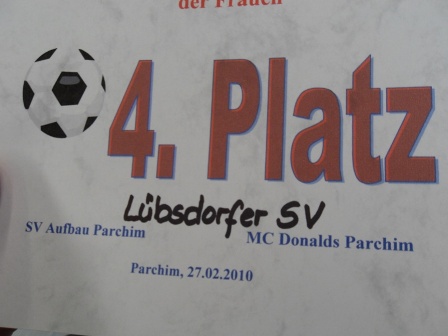 der Frauen
4. Platz
Lübsdorfer SV
SV Aufbau Parchim MC Donalds Parchim
Parchim, 27.02.2010